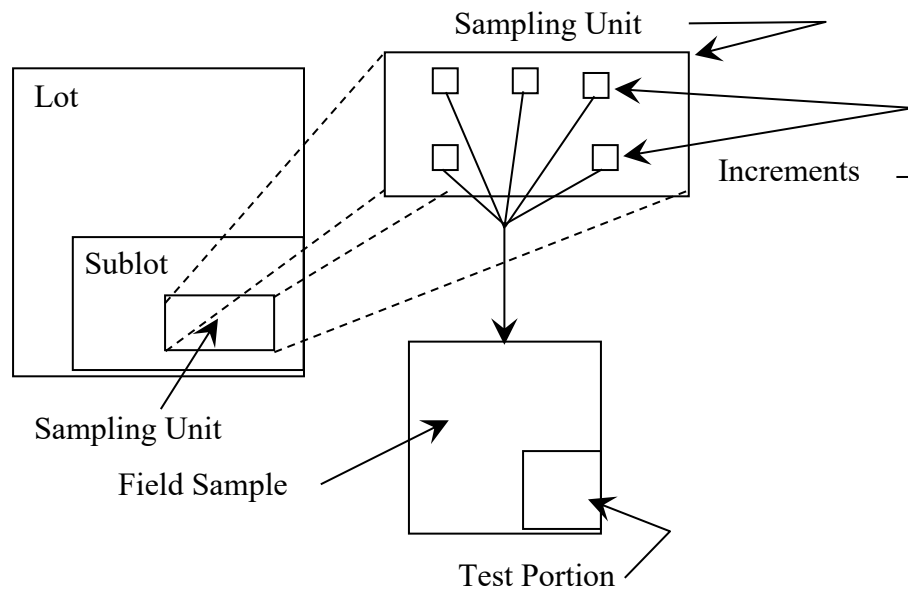 Sampling Unit
Lot
Increments
Sublot
Sampling Unit
Field Sample
Test Portion